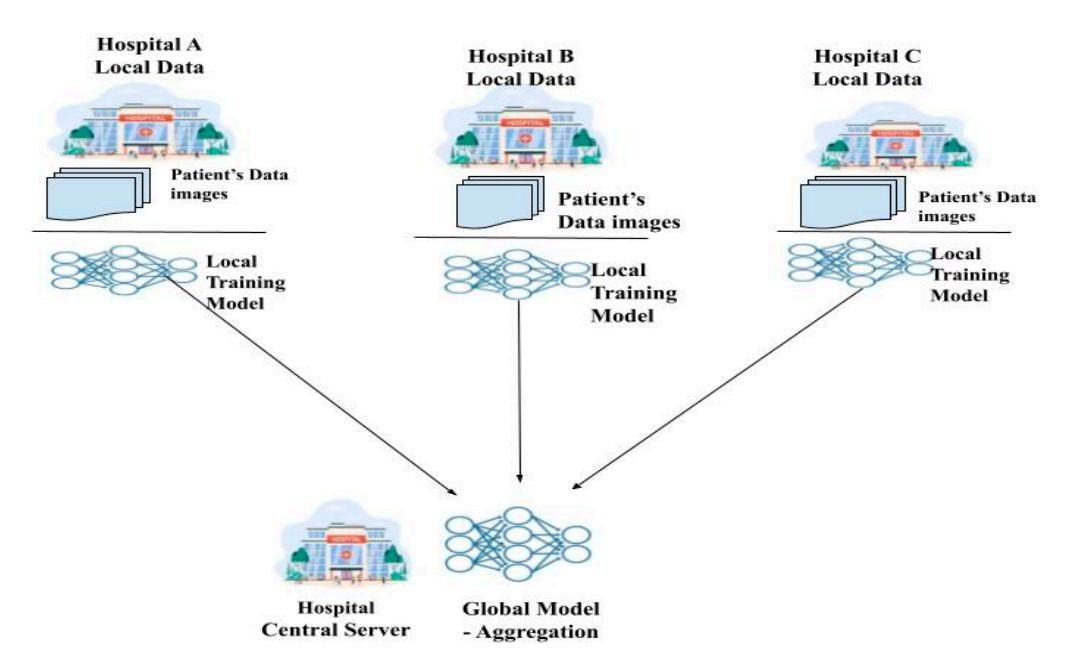 Hospital A
Local Data
HOSPITAL
Patient's Data
images
Local
Training
Model
Hospital B
Local Data
HOSPITAL
Patient's
Data images
Local
Training
Model
Hospital C
Local Data
HOSPITAL
Patient's Data
images
Local
Training
Model
HOSPITAL
Hospital
Central Server
Global Model
- Aggregation